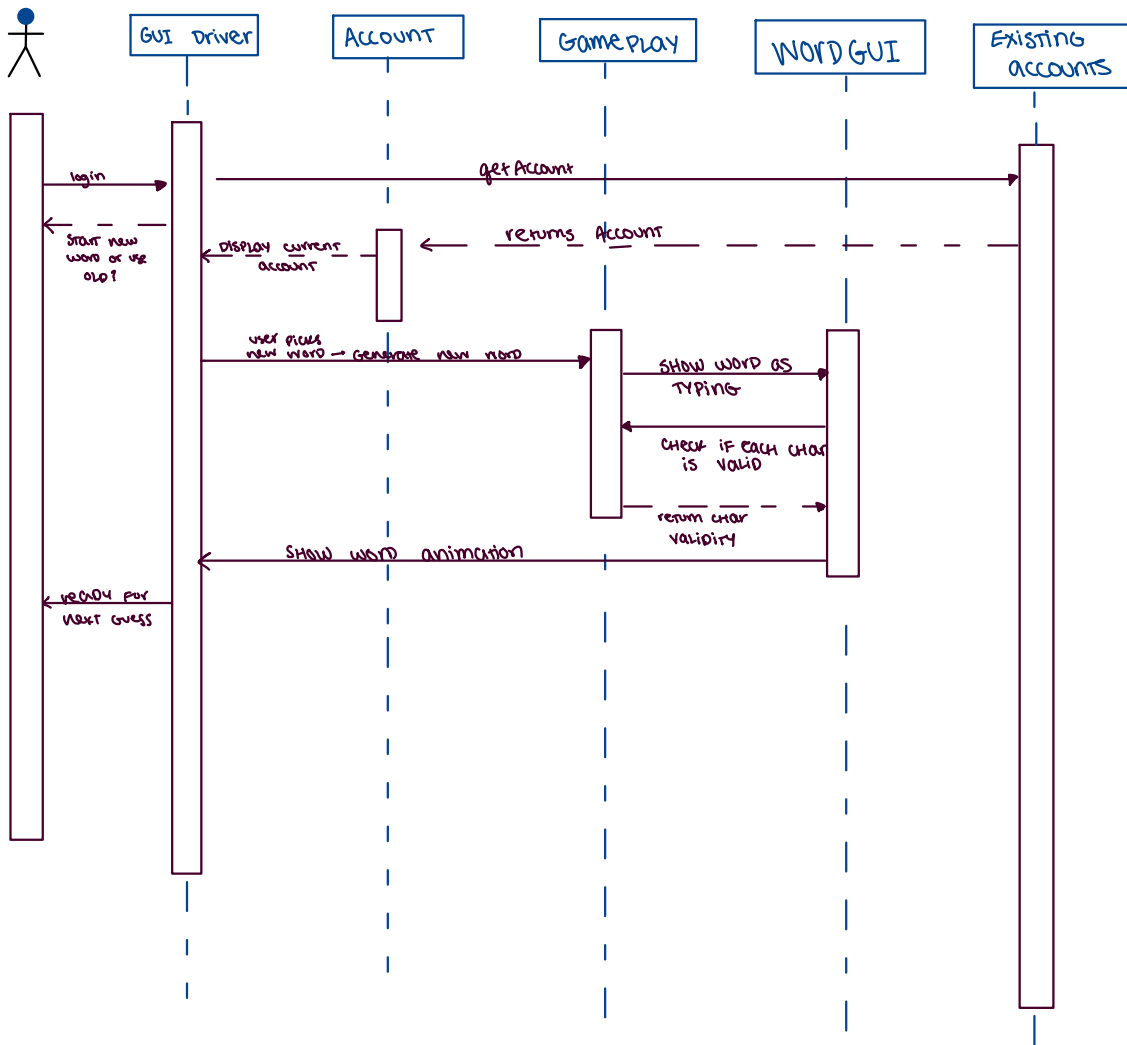 GUI Driver
Account
Gameplay
WORDGUI
Existing
accounts
login
getAccount
Start new
word or use
old?
Display current
account
returns Account
user picks
new word → Generate new word
Show word as
typing
Check if each char
is valid
return char
validity
Show word animation
ready for
next guess